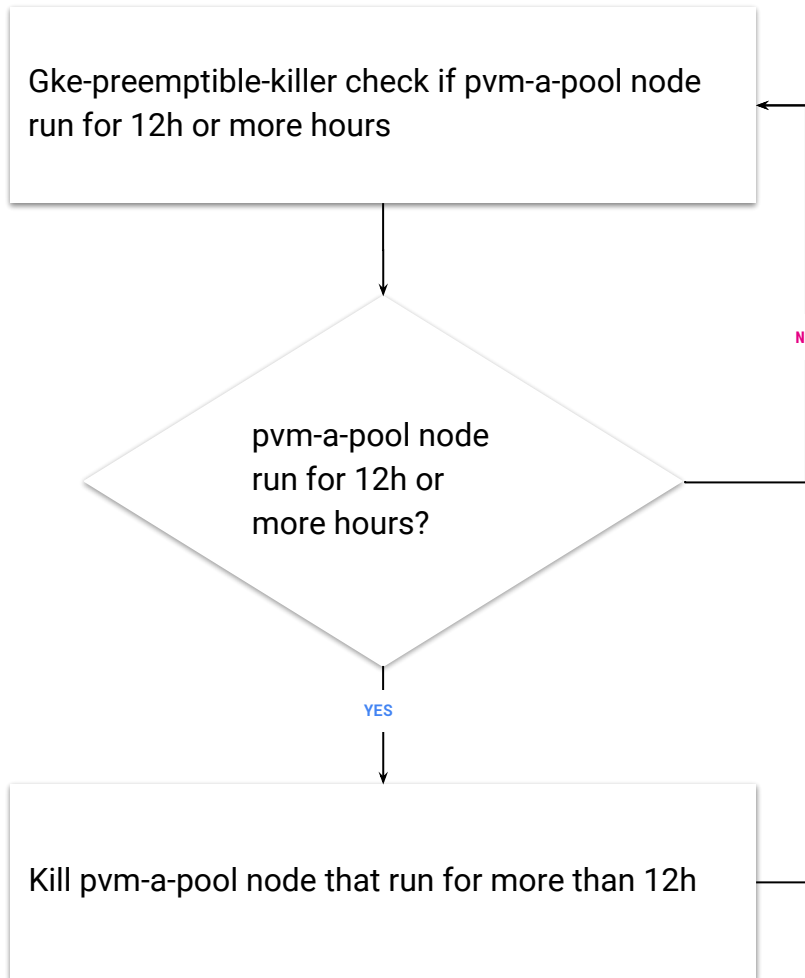 Gke-preemptible-killer check if pvm-a-pool node
run for 12h or more hours
N
pvm-a-pool node
run for 12h or
more hours?
YES
Kill pvm-a-pool node that run for more than 12h